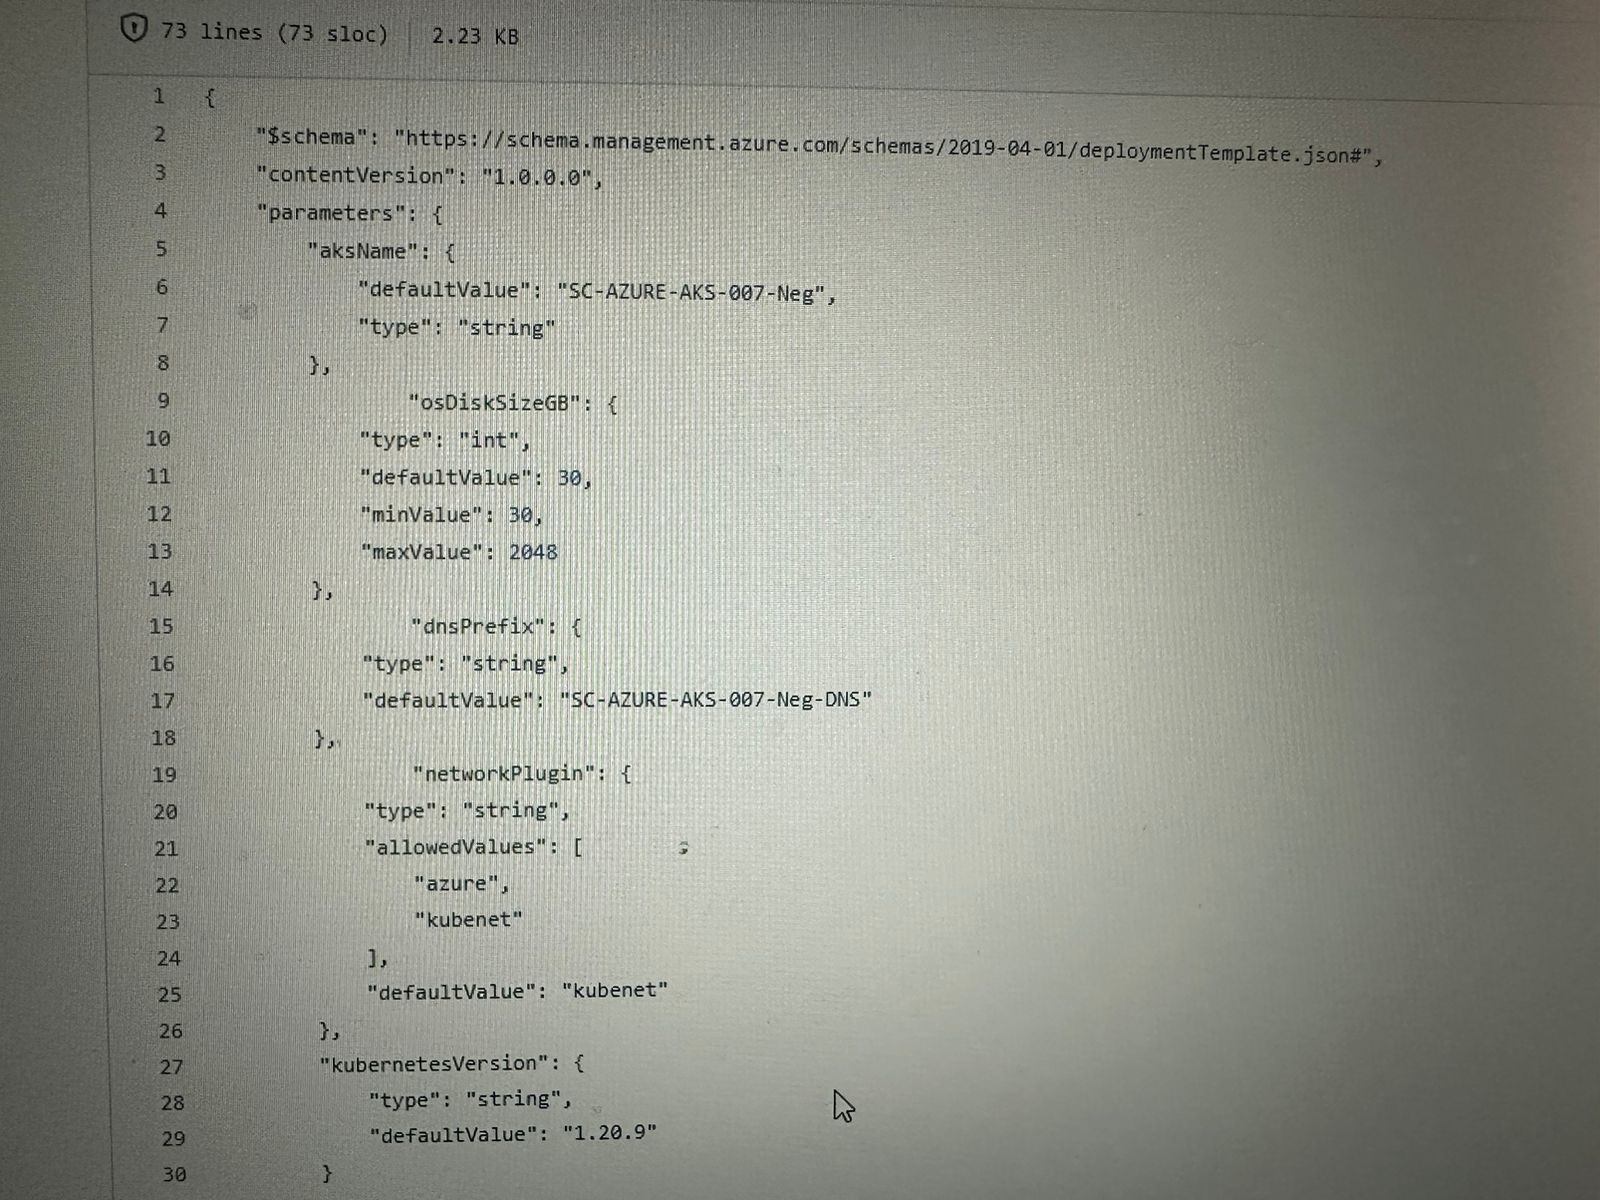 73 lines (73 sloc) 2.23 KB
1 {
2 "$schema": "https://schema.management.azure.com/schemas/2019-04-01/deploymentTemplate.json#",
3 "contentVersion": "1.0.0.0",
4 "parameters": {
5 "aksName": {
6 "defaultValue": "SC-AZURE-AKS-007-Neg",
7 "type": "string"
8 },
9 "osDiskSizeGB": {
10 "type": "int",
11 "defaultValue": 30,
12 "minValue": 30,
13 "maxValue": 2048
14 },
15 "dnsPrefix": {
16 "type": "string",
17 "defaultValue": "SC-AZURE-AKS-007-Neg-DNS"
18 },
19 "networkPlugin": {
20 "type": "string",
21 "allowedValues": [
22 "azure",
23 "kubenet"
24 ],
25 "defaultValue": "kubenet"
26 },
27 "kubernetesVersion": {
28 "type": "string",
29 "defaultValue": "1.20.9"
30 }